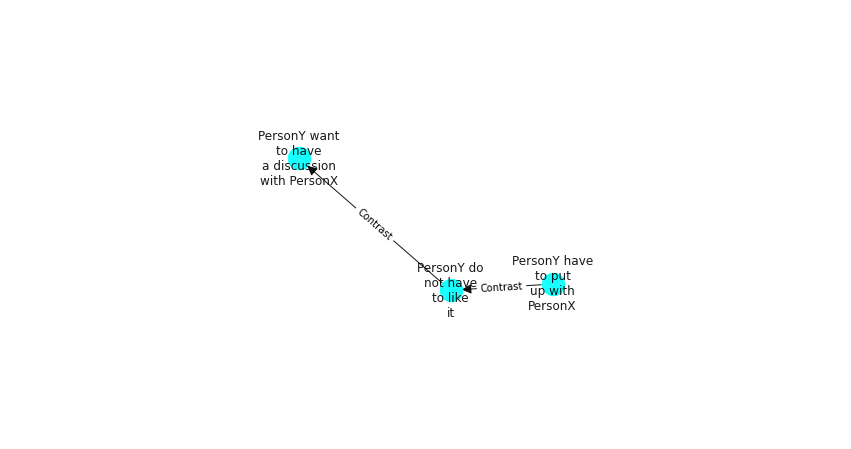 PersonY want
to have
a discussion
with PersonX
Contrast
PersonY do
not have
to like
it
Contrast
PersonY have
to put
up with
PersonX